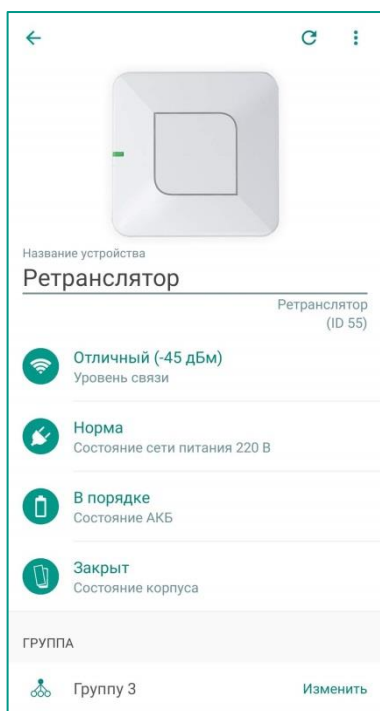 Название устройства
Ретранслятор
Ретранслятор
(ID 55)
Отличный (-45 дБм)
Уровень связи
Норма
Состояние сети питания 220 В
В порядке
Состояние АКБ
Закрыт
Состояние корпуса
ГРУППА
Группу 3 Изменить